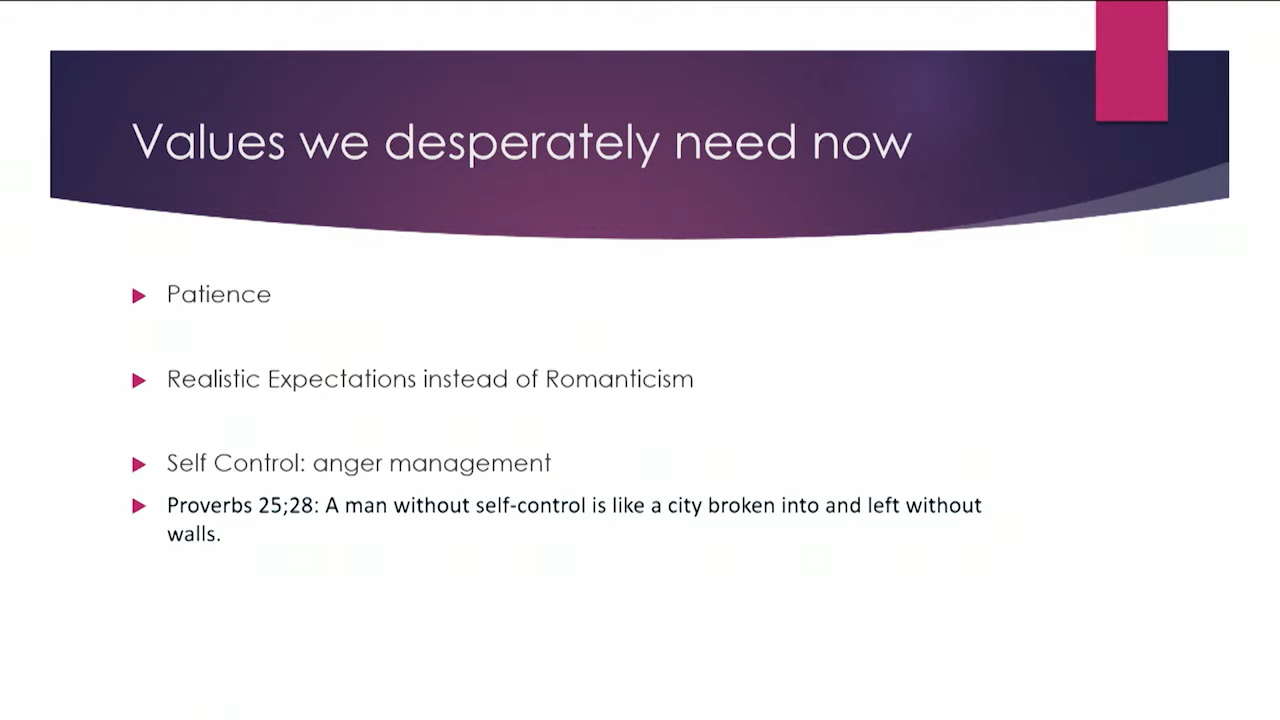 Values we desperately need now
Patience
Realistic Expectations instead of Romanticism
Self Control: anger management
Proverbs 25;28: A man without self-control is like a city broken into and left without
walls.